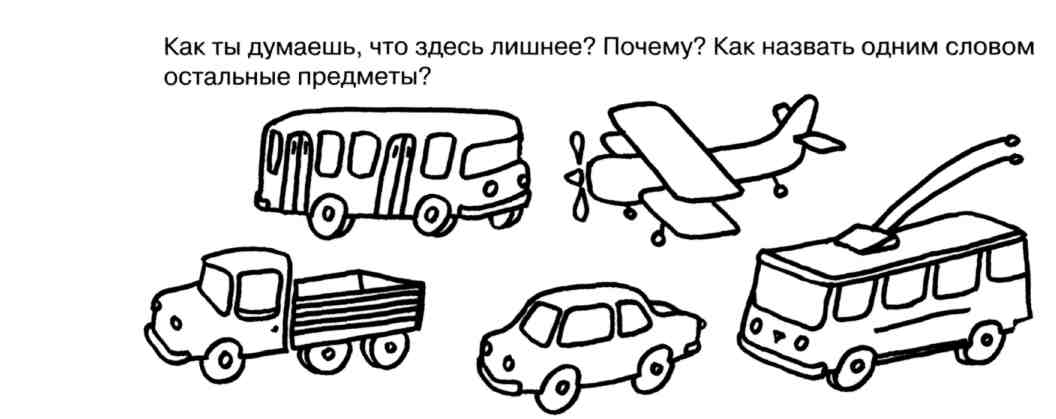 Как ты думаешь, что здесь лишнее? Почему? Как назвать одним словом
остальные предметы?